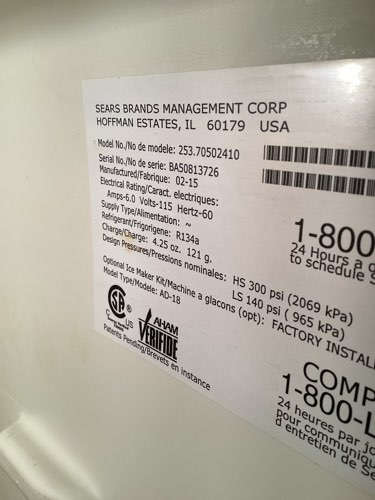 SEARS BRANDS MANAGEMENT CORP
HOFFMAN ESTATES, IL 60179 USA
Model No./No de modele: 253.70502410
Serial No./No de serie: BA50813726
Manufactured/Fabrique: 02-15
Electrical Rating/Caract. electriques:
Amps-6.0 Volts-115 Hertz-60
Supply Type/Alimentation: ~
Refrigerant/Frigorigene: R134a
Charge/Charge: 4.25 oz. 121 g.
Design Pressures/Pressions nominales: HS 300 psi (2069 kPa)
LS 140 psi ( 965 kPa)
Optional Ice Maker Kit/Machine a glacons (opt): FACTORY INSTAL
Model Type/Modele: AD-18
CSA
C US
AHAM
VERIFIDE
Patents Pending/Brevets en instance
1-800
24 Hours a
to schedule
COMP
1-800-L
24 heures par jo
pour communiqu
d'entretien de Se